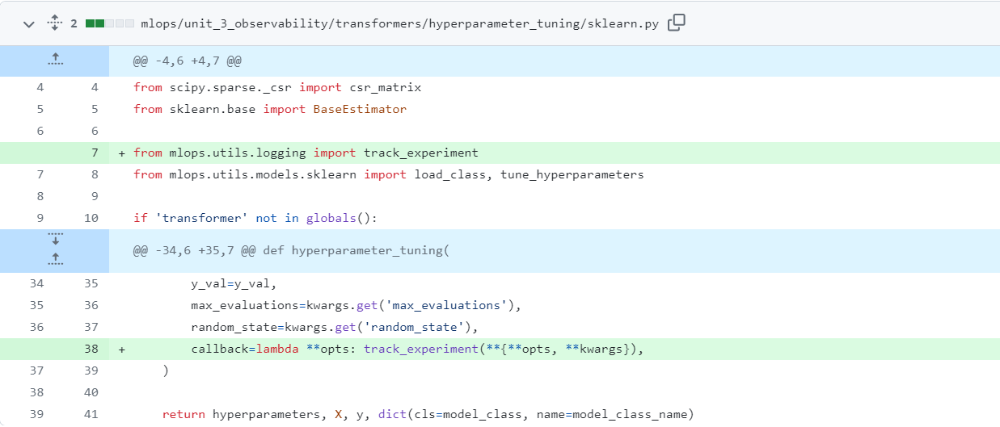 2 mlops/unit_3_observability/transformers/hyperparameter_tuning/sklearn.py
@@ -4,6 +4,7 @@
4 4 from scipy.sparse._csr import csr_matrix
5 5 from sklearn.base import BaseEstimator
6 6
7 + from mlops.utils.logging import track_experiment
7 8 from mlops.utils.models.sklearn import load_class, tune_hyperparameters
8 9
9 10 if 'transformer' not in globals():
@@ -34,6 +35,7 @@ def hyperparameter_tuning(
34 35 y_val=y_val,
35 36 max_evaluations=kwargs.get('max_evaluations'),
36 37 random_state=kwargs.get('random_state'),
38 + callback=lambda **opts: track_experiment(**{**opts, **kwargs}),
37 39 )
38 40
39 41 return hyperparameters, X, y, dict(cls=model_class, name=model_class_name)